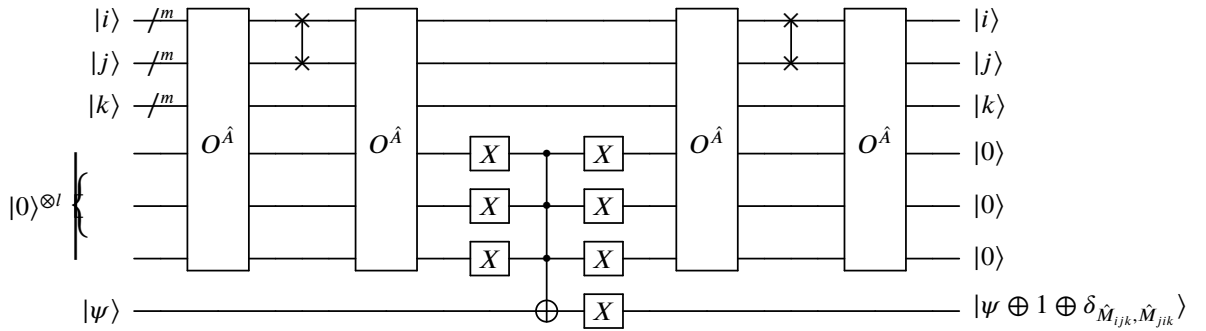 |i⟩ m |i⟩
|j⟩ m |j⟩
|k⟩ m |k⟩
O^Â O^Â O^Â O^Â
X X |0⟩
|0⟩^{⊗l} X X |0⟩
X X |0⟩
|ψ⟩ X |ψ ⊕ 1 ⊕ δ_{M̂_{ijk}, M̂_{jik}}⟩